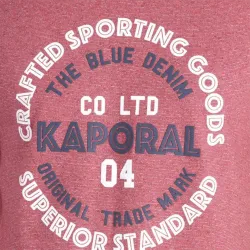 CRAFTED SPORTING GOODS
THE BLUE DENIM
CO LTD
KAPORAL
04
ORIGINAL TRADE MARK
SUPERIOR STANDARD